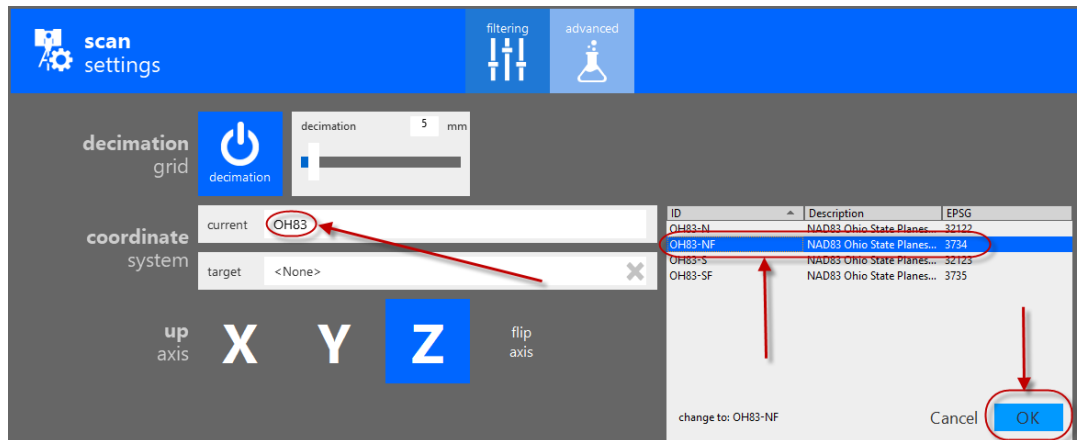 scan
settings
filtering
advanced
decimation
grid
decimation
decimation 5 mm
coordinate
system
current OH83
target <None>
up
axis
X Y Z
flip
axis
ID Description EPSG
OH83-N NAD83 Ohio State Planes... 32122
OH83-NF NAD83 Ohio State Planes... 3734
OH83-S NAD83 Ohio State Planes... 32123
OH83-SF NAD83 Ohio State Planes... 3735
change to: OH83-NF Cancel OK